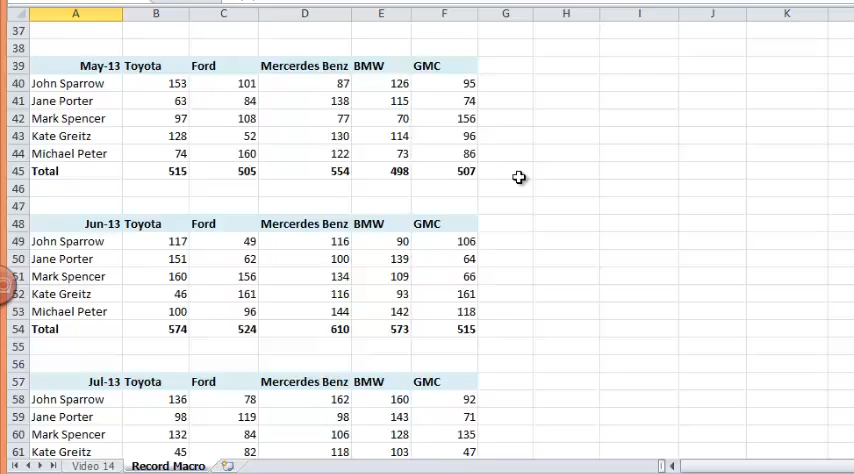 A B C D E F G H I J K
37
38
39 May-13 Toyota Ford Mercerdes Benz BMW GMC
40 John Sparrow 153 101 87 126 95
41 Jane Porter 63 84 138 115 74
42 Mark Spencer 97 108 77 70 156
43 Kate Greitz 128 52 130 114 96
44 Michael Peter 74 160 122 73 86
45 Total 515 505 554 498 507
46
47
48 Jun-13 Toyota Ford Mercerdes Benz BMW GMC
49 John Sparrow 117 49 116 90 106
50 Jane Porter 151 62 100 139 64
51 Mark Spencer 160 156 134 109 66
52 Kate Greitz 46 161 116 93 161
53 Michael Peter 100 96 144 142 118
54 Total 574 524 610 573 515
55
56
57 Jul-13 Toyota Ford Mercerdes Benz BMW GMC
58 John Sparrow 136 78 162 160 92
59 Jane Porter 98 119 98 143 71
60 Mark Spencer 132 84 106 128 135
61 Kate Greitz 45 82 118 103 47
Video 14 Record Macro